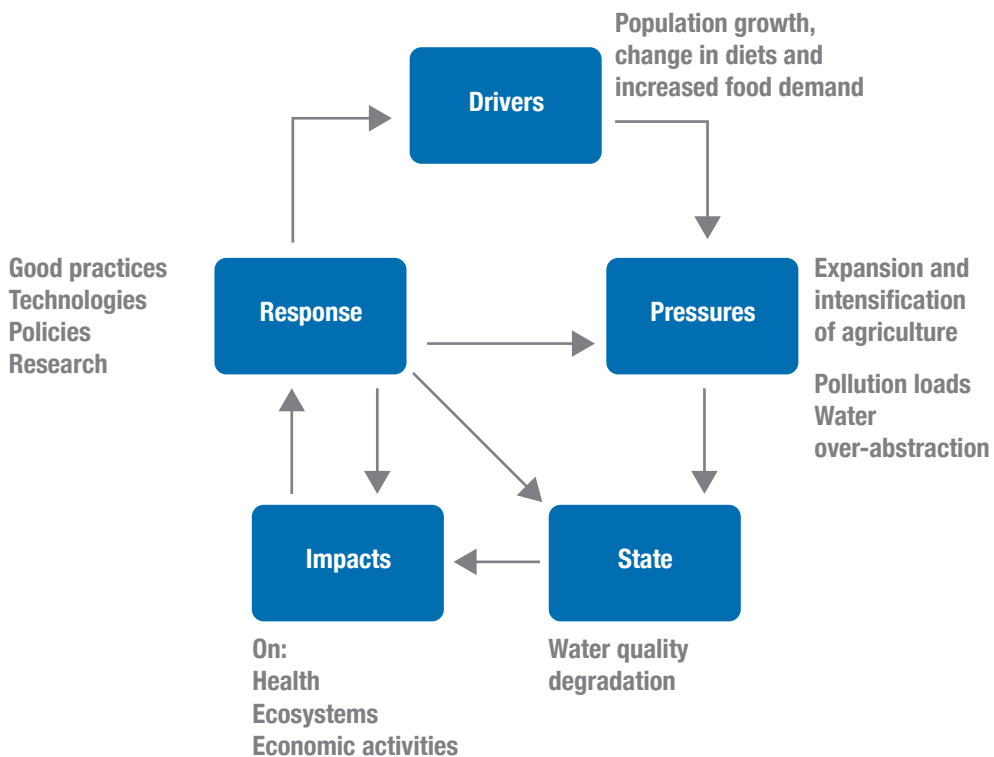 Population growth,
change in diets and
increased food demand
Drivers
Good practices
Technologies
Policies
Research
Response
Pressures
Expansion and
intensification
of agriculture
Pollution loads
Water
over-abstraction
Impacts
State
On:
Health
Ecosystems
Economic activities
Water quality
degradation